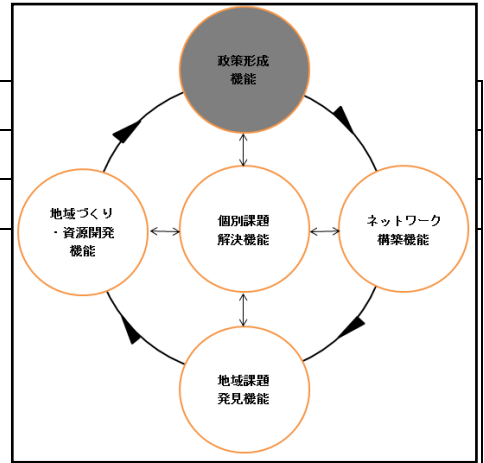 政策形成
機能
地域づくり
・資源開発
機能
個別課題
解決機能
ネットワーク
構築機能
地域課題
発見機能